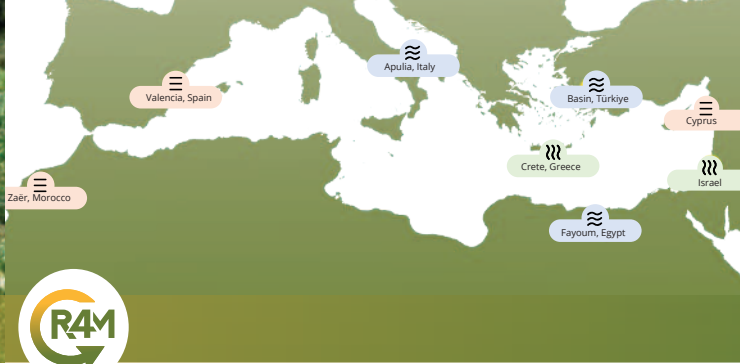 Apulia, Italy
Valencia, Spain
Basin, Türkiye
Cyprus
Crete, Greece
Israel
Zaër, Morocco
Fayoum, Egypt
R4M